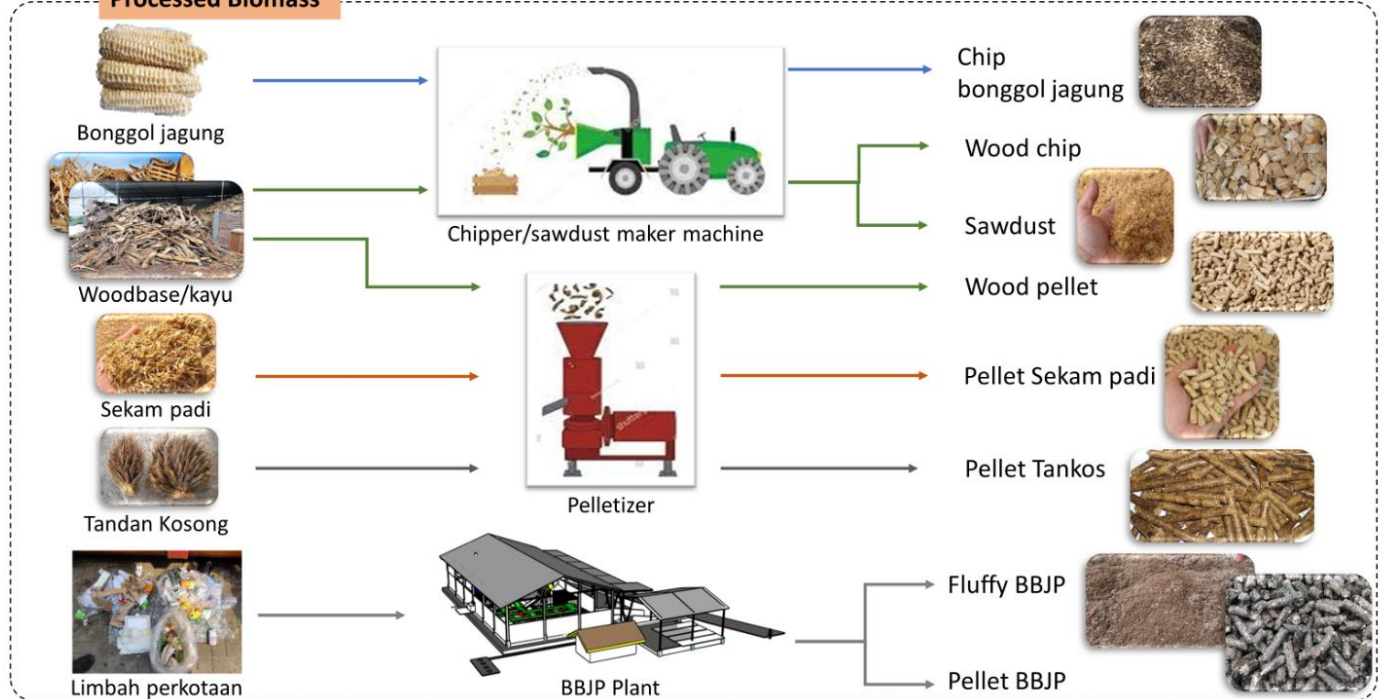 Processed Biomass
Bonggol jagung
Chipper/sawdust maker machine
Chip
bonggol jagung
Wood chip
Sawdust
Woodbase/kayu
Wood pellet
Sekam padi
Pelletizer
Pellet Sekam padi
Tandan Kosong
Pellet Tankos
Limbah perkotaan
BBJP Plant
Fluffy BBJP
Pellet BBJP